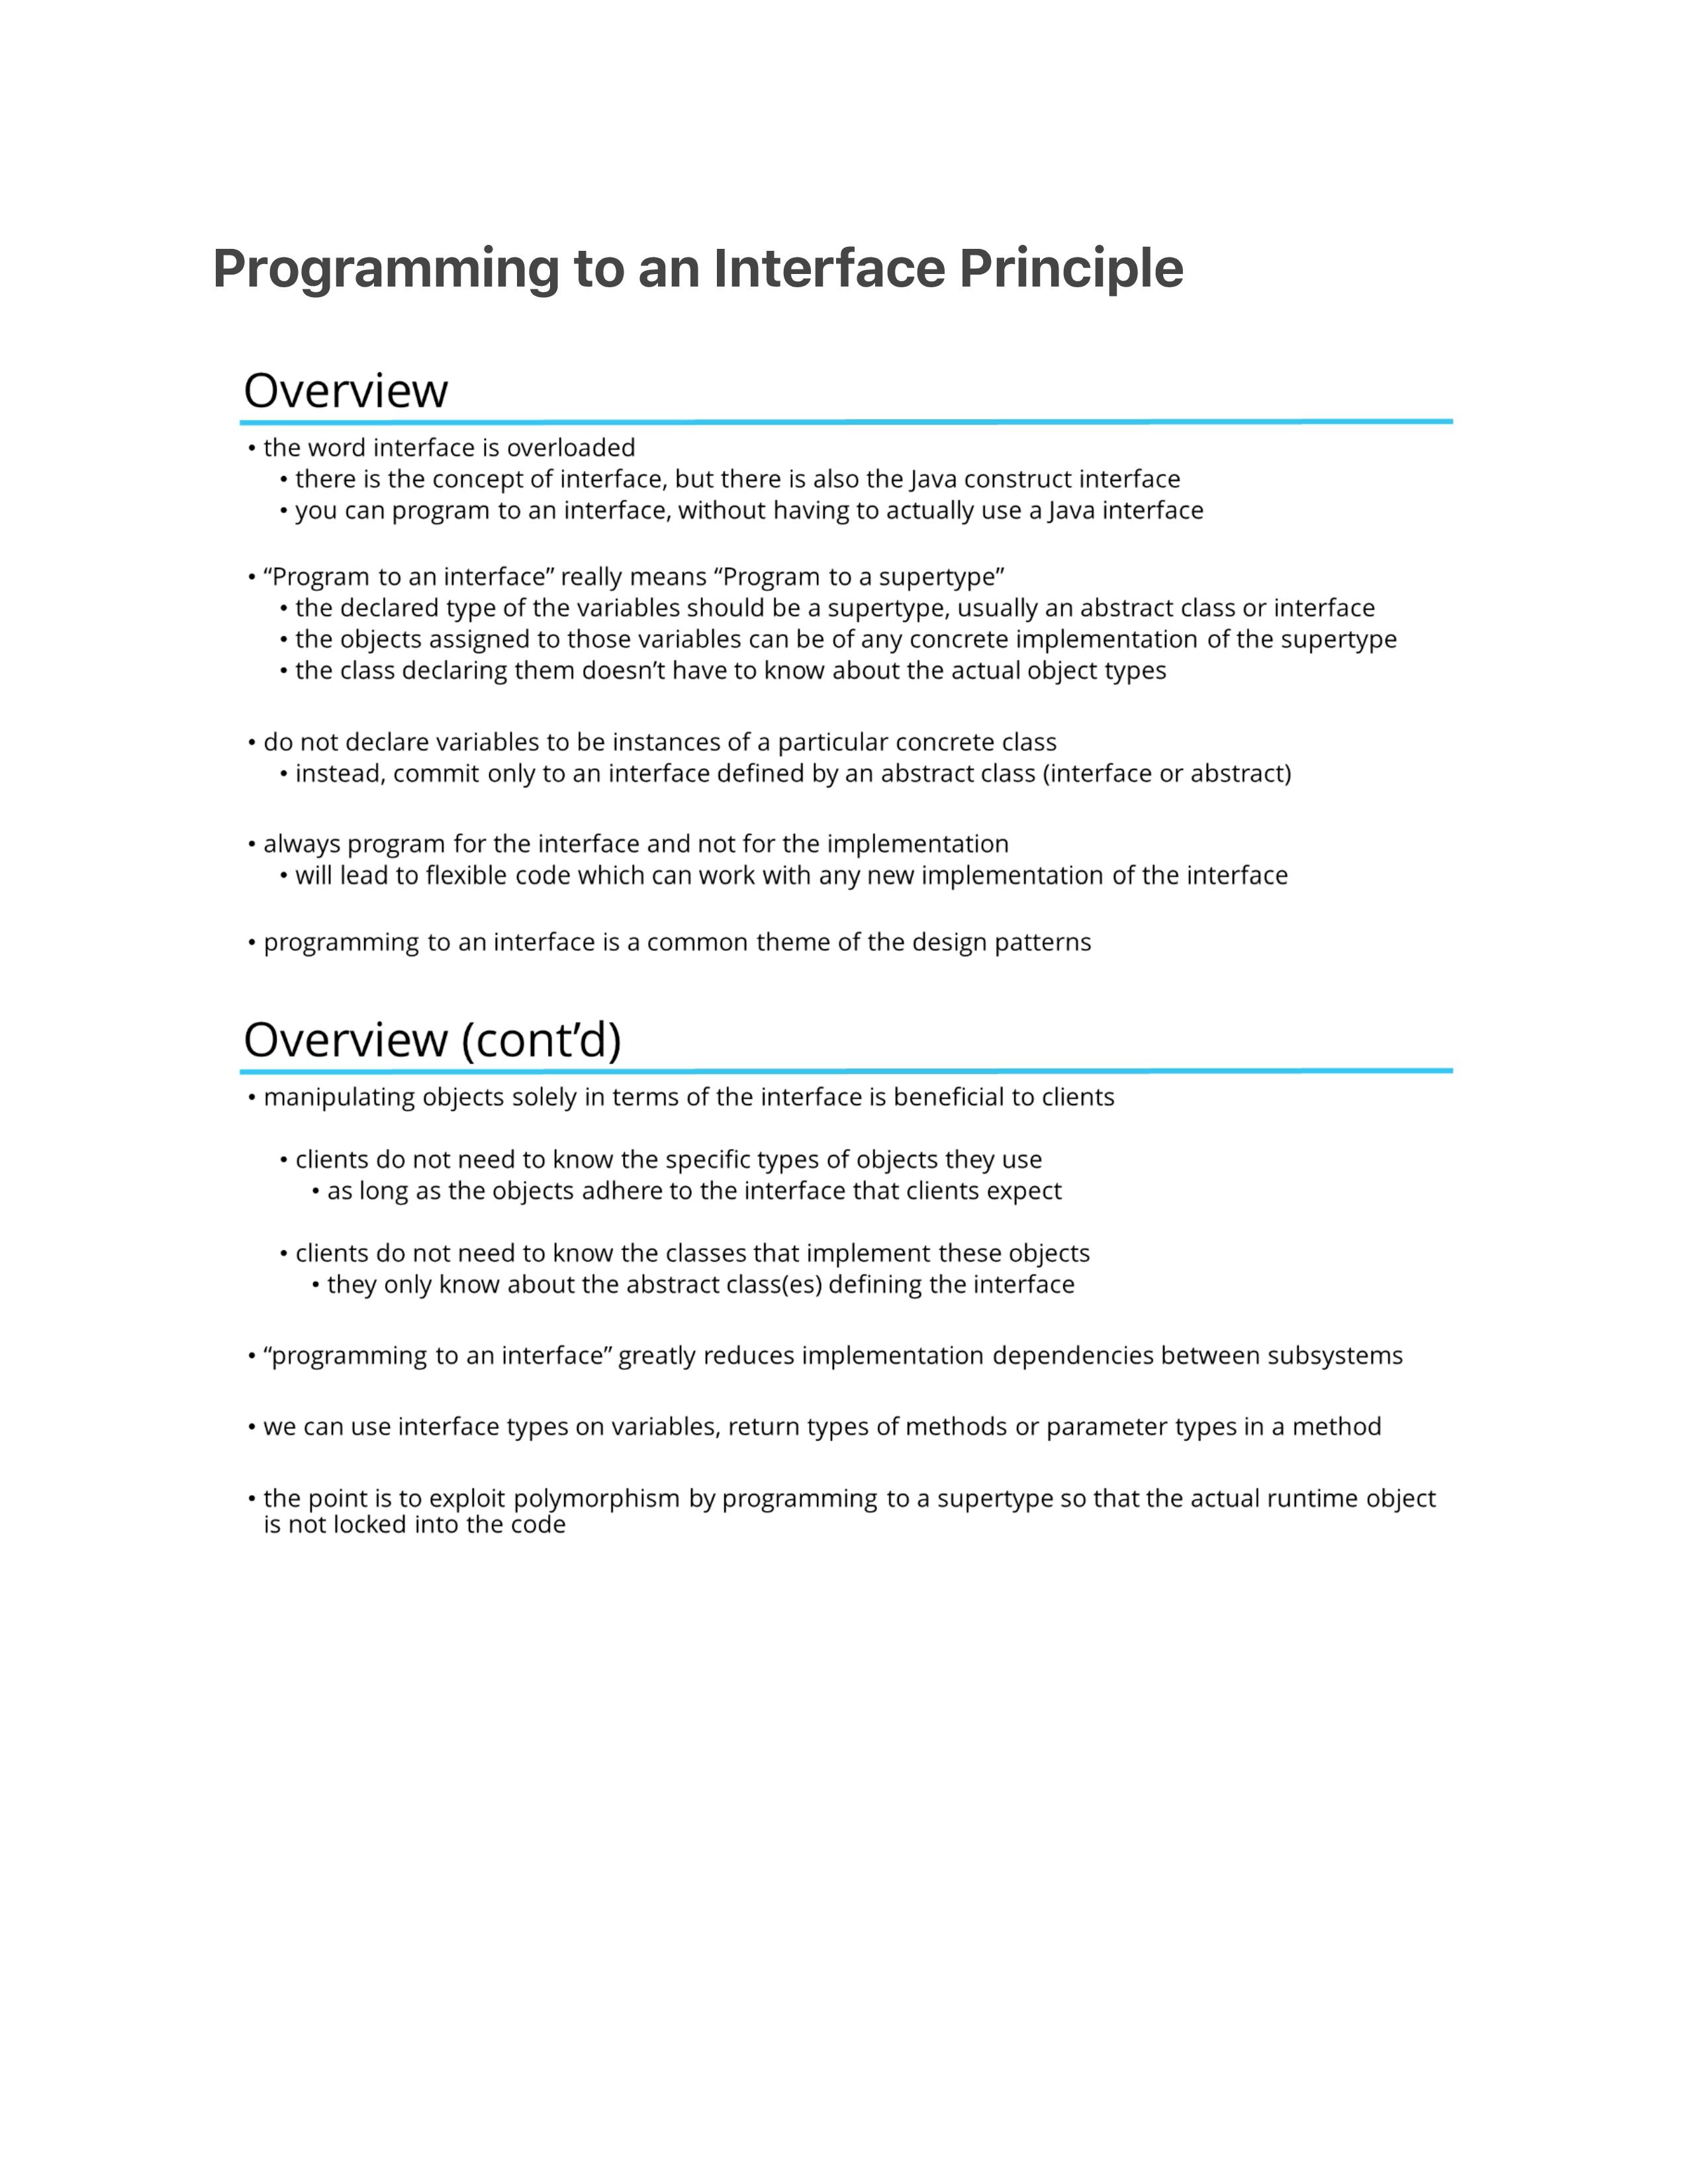 Programming to an Interface Principle
Overview
• the word interface is overloaded
• there is the concept of interface, but there is also the Java construct interface
• you can program to an interface, without having to actually use a Java interface
• “Program to an interface” really means “Program to a supertype”
• the declared type of the variables should be a supertype, usually an abstract class or interface
• the objects assigned to those variables can be of any concrete implementation of the supertype
• the class declaring them doesn’t have to know about the actual object types
• do not declare variables to be instances of a particular concrete class
• instead, commit only to an interface defined by an abstract class (interface or abstract)
• always program for the interface and not for the implementation
• will lead to flexible code which can work with any new implementation of the interface
• programming to an interface is a common theme of the design patterns
Overview (cont’d)
• manipulating objects solely in terms of the interface is beneficial to clients
• clients do not need to know the specific types of objects they use
• as long as the objects adhere to the interface that clients expect
• clients do not need to know the classes that implement these objects
• they only know about the abstract class(es) defining the interface
• “programming to an interface” greatly reduces implementation dependencies between subsystems
• we can use interface types on variables, return types of methods or parameter types in a method
• the point is to exploit polymorphism by programming to a supertype so that the actual runtime object
is not locked into the code